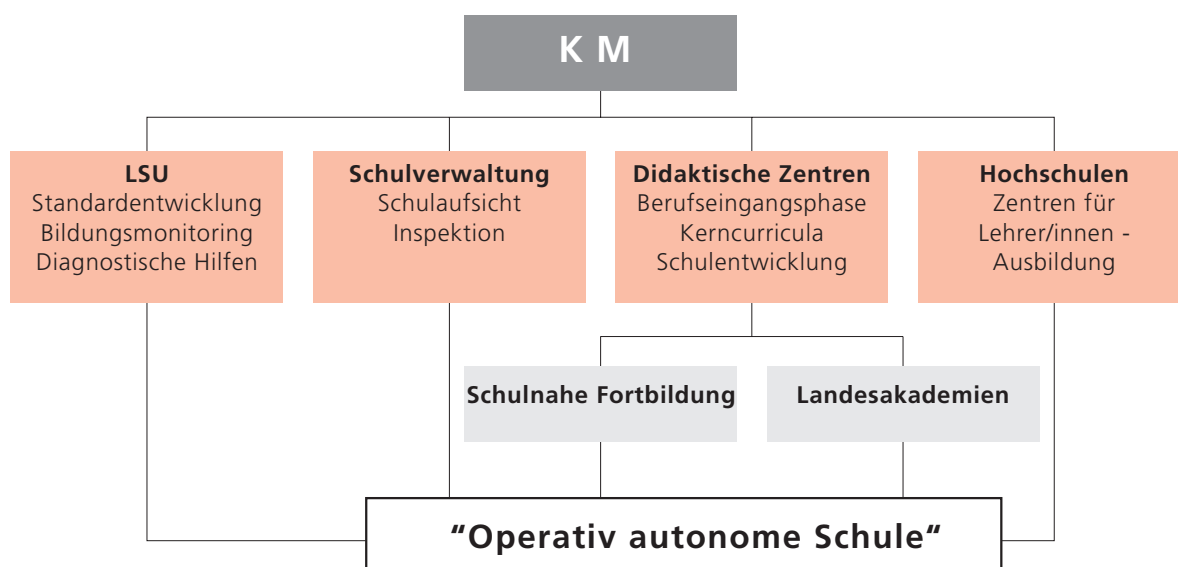 K M
LSU
Standardentwicklung
Bildungsmonitoring
Diagnostische Hilfen
Schulverwaltung
Schulaufsicht
Inspektion
Didaktische Zentren
Berufseingangsphase
Kerncurricula
Schulentwicklung
Hochschulen
Zentren für
Lehrer/innen -
Ausbildung
Schulnahe Fortbildung
Landesakademien
“Operativ autonome Schule“